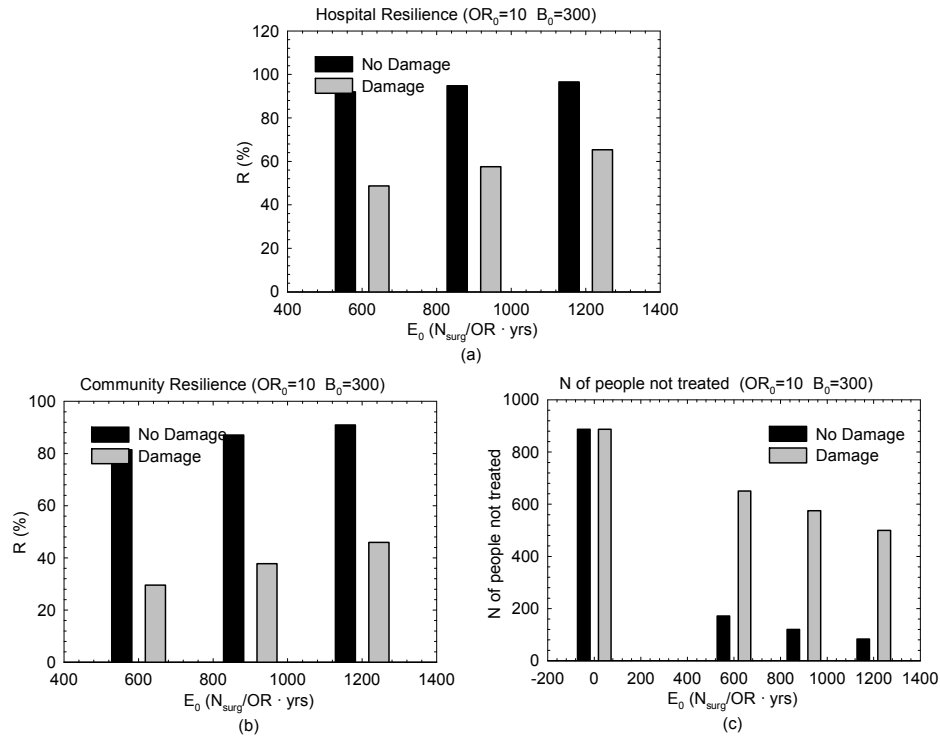 Hospital Resilience (OR₀=10 B₀=300)
120
100
80
60
40
20
0
R (%)
No Damage
Damage
400 600 800 1000 1200 1400
E₀ (Nsurg/OR · yrs)
(a)
Community Resilience (OR₀=10 B₀=300)
100
80
60
40
20
0
R (%)
No Damage
Damage
400 600 800 1000 1200 1400
E₀ (Nsurg/OR · yrs)
(b)
N of people not treated (OR₀=10 B₀=300)
1000
800
600
400
200
0
N of people not treated
No Damage
Damage
-200 0 200 400 600 800 1000 1200 1400
E₀ (Nsurg/OR · yrs)
(c)